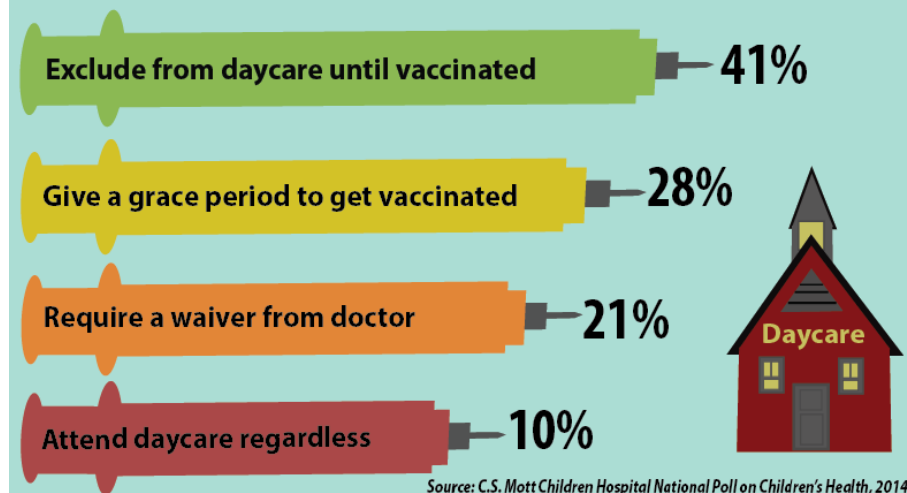 Exclude from daycare until vaccinated 41%
Give a grace period to get vaccinated 28%
Require a waiver from doctor 21%
Daycare
Attend daycare regardless 10%
Source: C.S. Mott Children Hospital National Poll on Children's Health, 2014